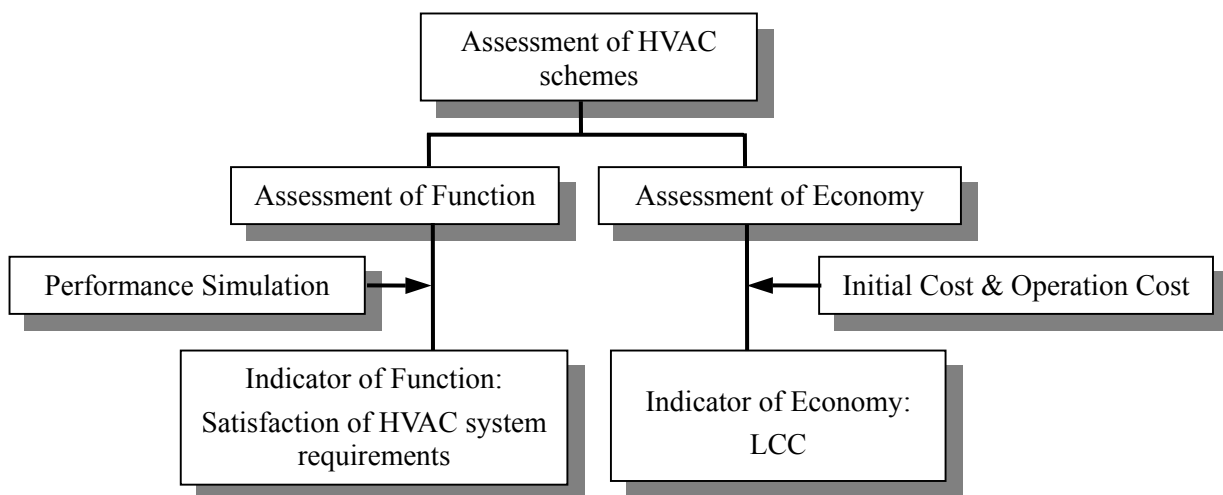 Assessment of HVAC
schemes
Assessment of Function
Assessment of Economy
Performance Simulation
Initial Cost & Operation Cost
Indicator of Function:
Satisfaction of HVAC system
requirements
Indicator of Economy:
LCC